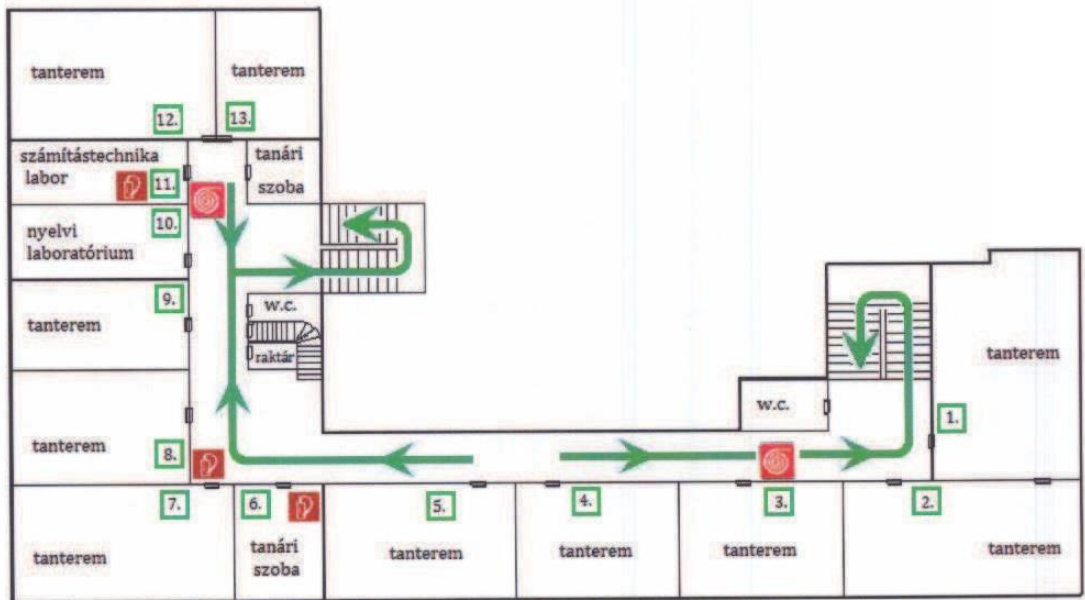 tanterem
tanterem
12.
13.
számítástechnika
labor
11.
tanári
szoba
10.
nyelvi
laboratórium
9.
tanterem
w.c.
raktár
tanterem
8.
w.c.
tanterem
1.
7.
6.
5.
4.
3.
2.
tanterem
tanári
szoba
tanterem
tanterem
tanterem
tanterem